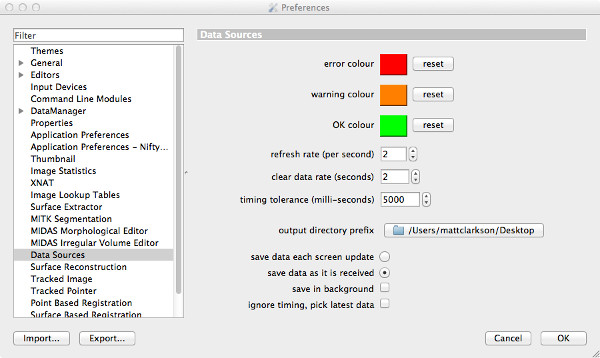 Preferences
Filter
Themes
General
Editors
Input Devices
Command Line Modules
DataManager
Properties
Application Preferences
Application Preferences - Nifty...
Thumbnail
Image Statistics
XNAT
Image Lookup Tables
Surface Extractor
MITK Segmentation
MIDAS Morphological Editor
MIDAS Irregular Volume Editor
Data Sources
Surface Reconstruction
Tracked Image
Tracked Pointer
Point Based Registration
Surface Based Registration
Data Sources
error colour reset
warning colour reset
OK colour reset
refresh rate (per second) 2
clear data rate (seconds) 2
timing tolerance (milli-seconds) 5000
output directory prefix /Users/mattclarkson/Desktop
save data each screen update
save data as it is received
save in background
ignore timing, pick latest data
Import... Export... Cancel OK